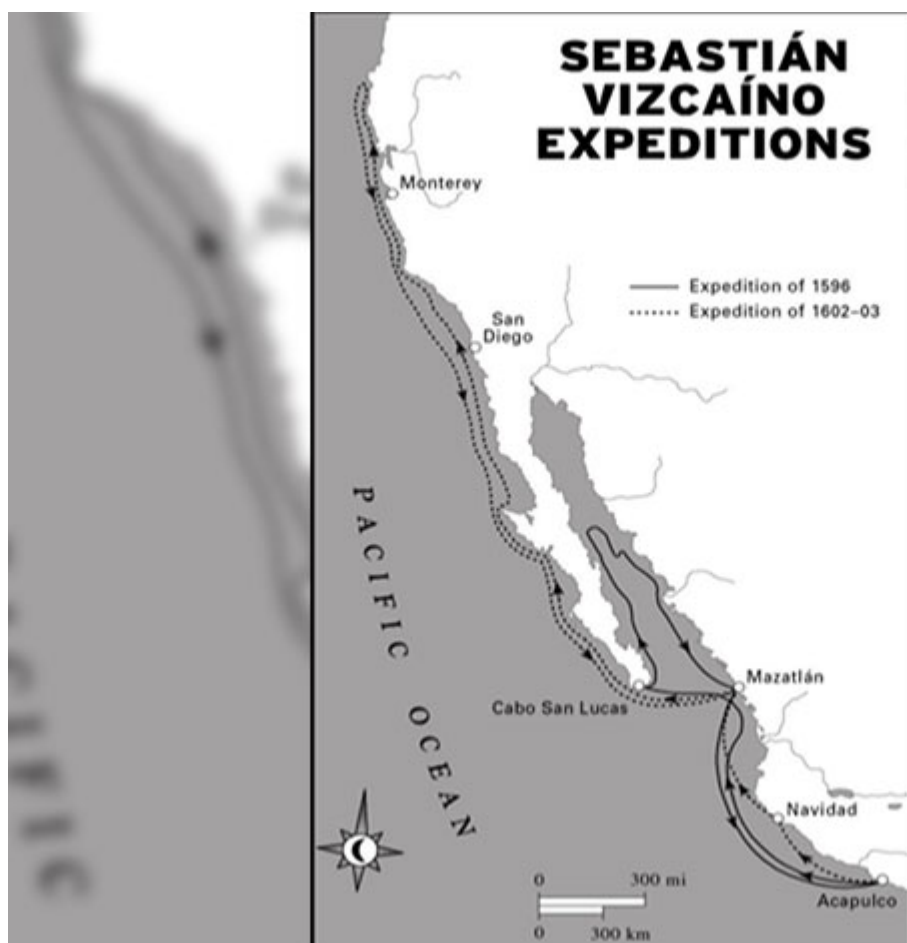 SEBASTIÁN
VIZCAÍNO
EXPEDITIONS
Monterey
Expedition of 1596
Expedition of 1602–03
San
Diego
PACIFIC OCEAN
Mazatlán
Cabo San Lucas
Navidad
Acapulco
0 300 mi
0 300 km